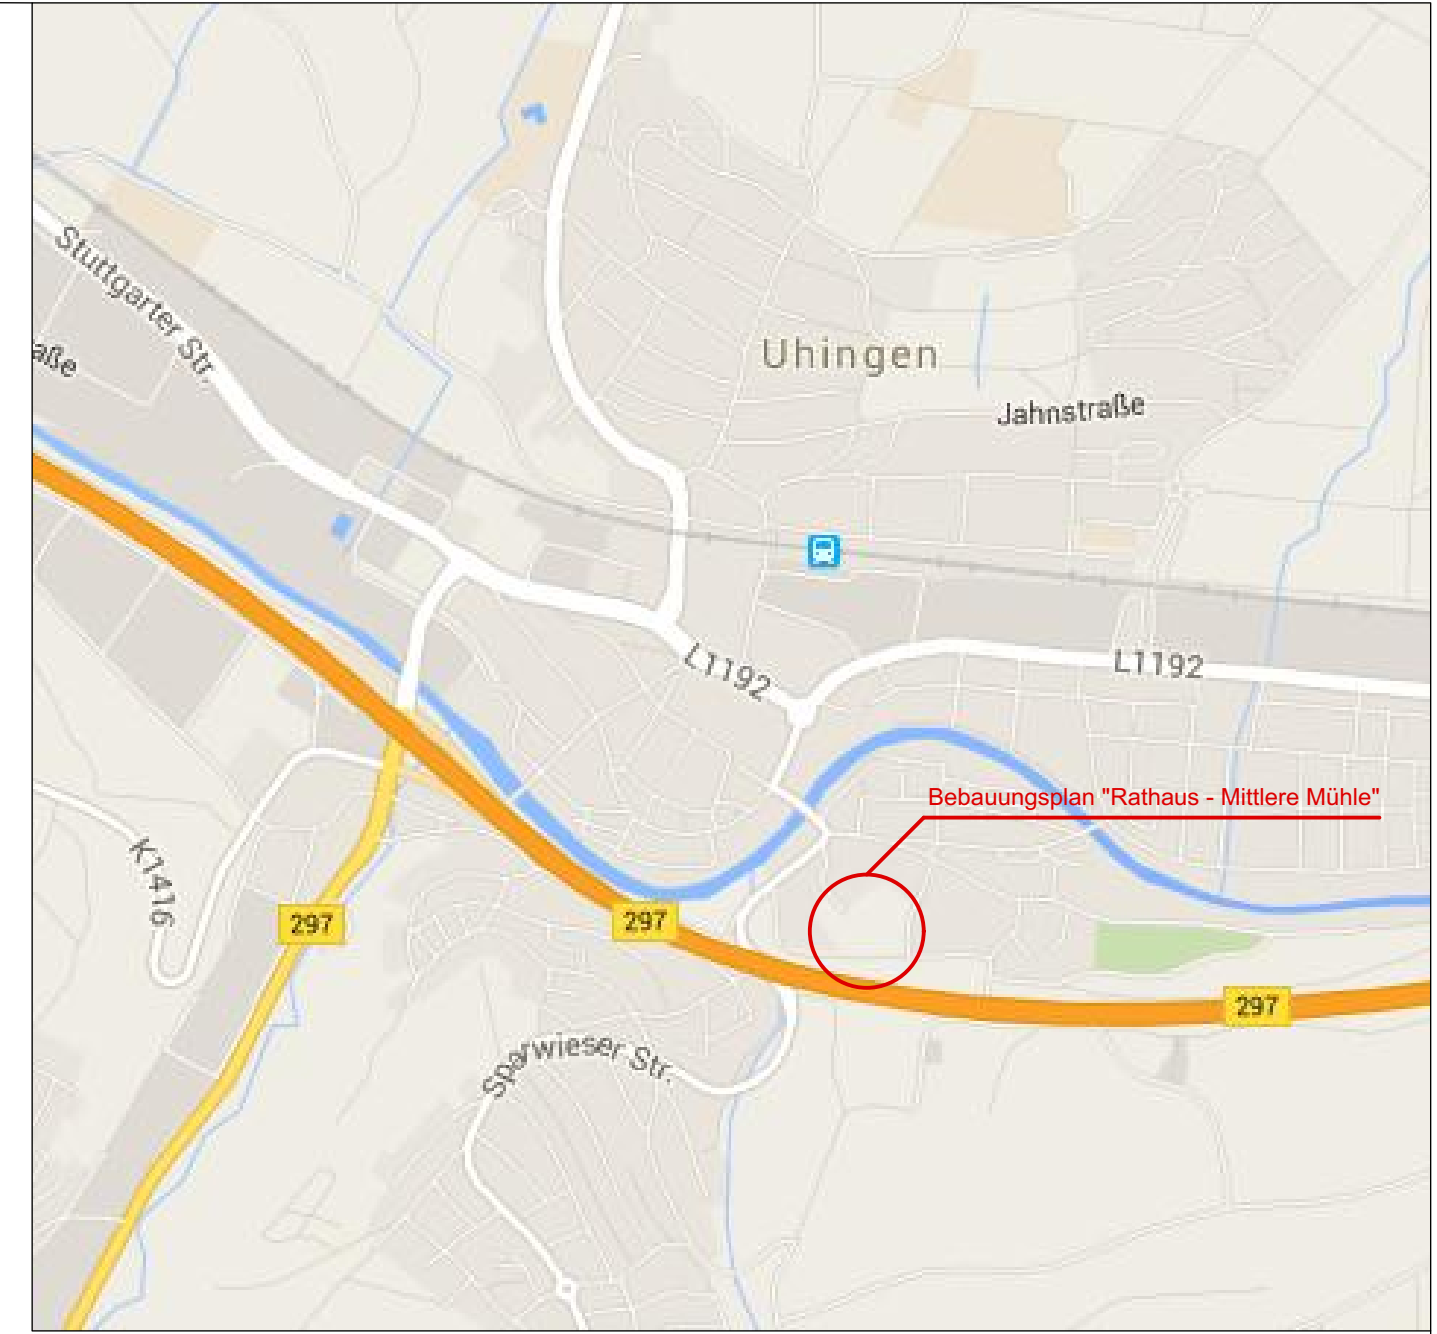 Stuttgarter Str.
aße
Uhingen
Jahnstraße
L1192
L1192
Bebauungsplan "Rathaus - Mittlere Mühle"
K1416
297
297
297
Sparwieser Str.